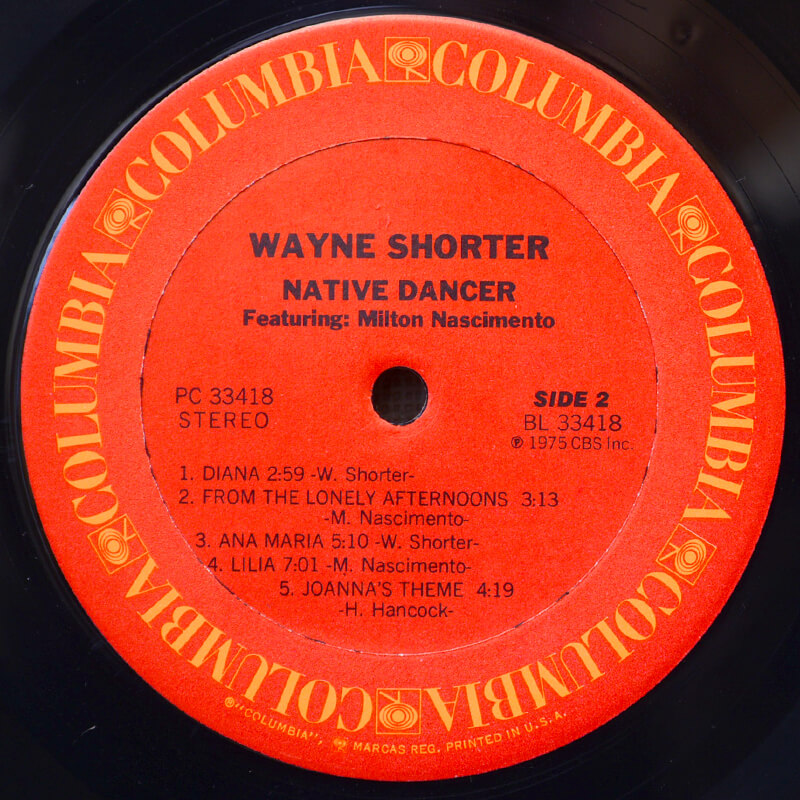 COLUMBIA COLUMBIA COLUMBIA COLUMBIA COLUMBIA COLUMBIA
WAYNE SHORTER
NATIVE DANCER
Featuring: Milton Nascimento
PC 33418
STEREO
SIDE 2
BL 33418
℗ 1975 CBS Inc.
1. DIANA 2:59 -W. Shorter-
2. FROM THE LONELY AFTERNOONS 3:13
-M. Nascimento-
3. ANA MARIA 5:10 -W. Shorter-
4. LILIA 7:01 -M. Nascimento-
5. JOANNA'S THEME 4:19
-H. Hancock-
®"COLUMBIA", MARCAS REG. PRINTED IN U.S.A.